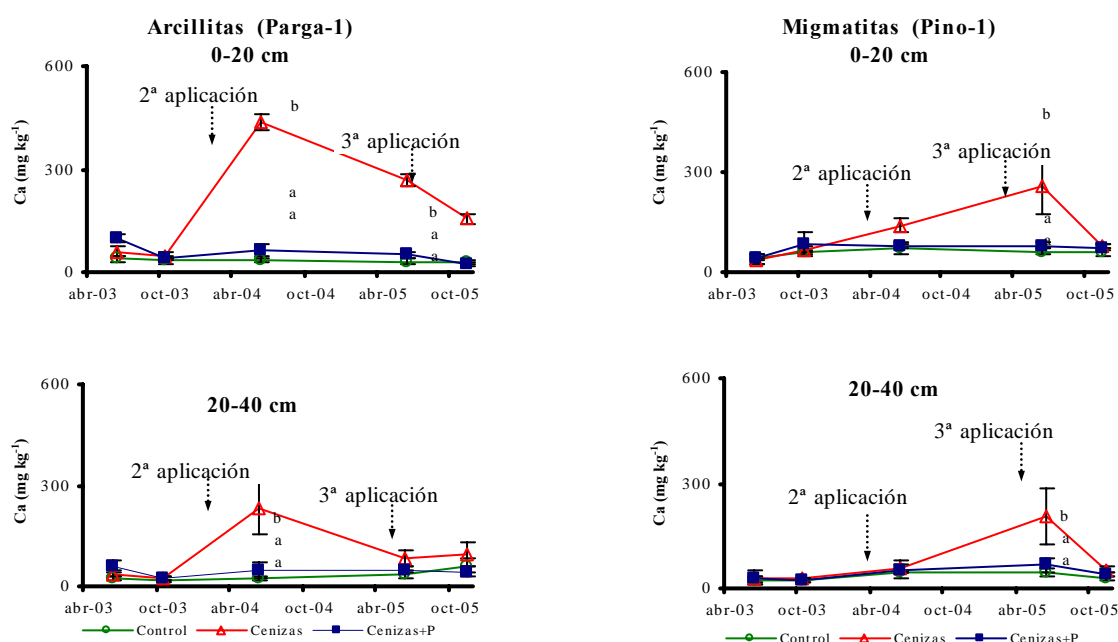 Arcillitas (Parga-1)
0-20 cm
600
300
0
Ca (mg kg-1)
2ª aplicación
3ª aplicación
b
a
a
b
a
a
abr-03 oct-03 abr-04 oct-04 abr-05 oct-05
Migmatitas (Pino-1)
0-20 cm
600
300
0
Ca (mg kg-1)
2ª aplicación
3ª aplicación
b
a
a
abr-03 oct-03 abr-04 oct-04 abr-05 oct-05
20-40 cm
600
300
0
Ca (mg kg-1)
2ª aplicación
3ª aplicación
b
a
a
abr-03 oct-03 abr-04 oct-04 abr-05 oct-05
Control Cenizas Cenizas+P
20-40 cm
600
300
0
Ca (mg kg-1)
2ª aplicación
3ª aplicación
b
a
a
abr-03 oct-03 abr-04 oct-04 abr-05 oct-05
Control Cenizas Cenizas+P